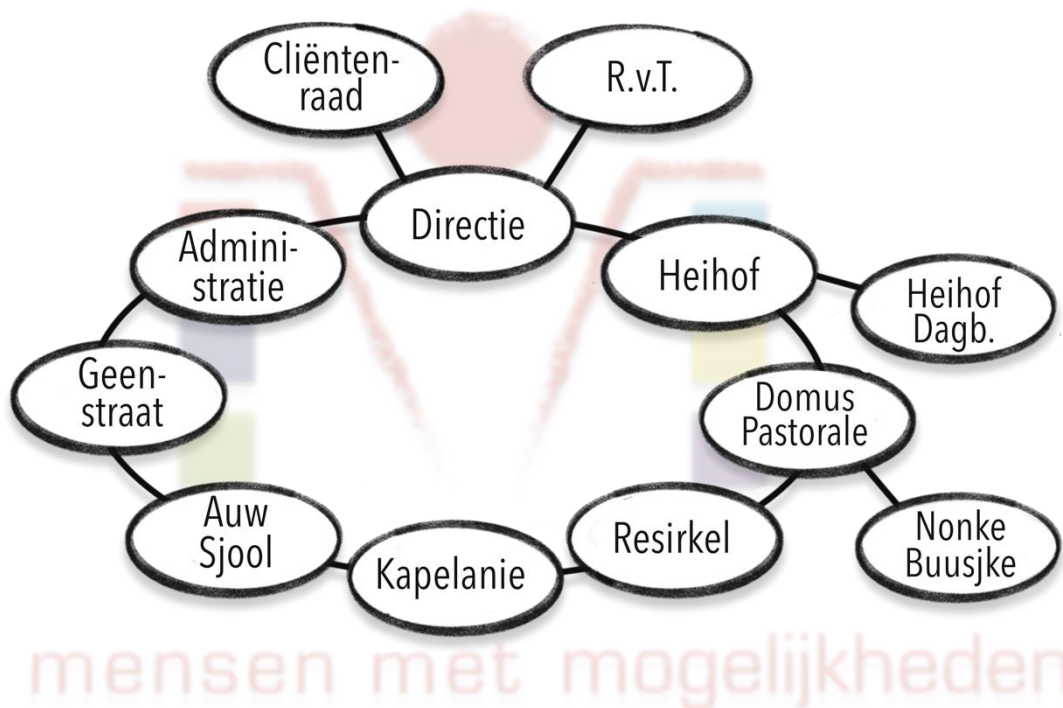 Cliënten-
raad
R.v.T.
Directie
Admini-
stratie
Heihof
Heihof
Dagb.
Geen-
straat
Domus
Pastorale
Auw
Sjool
Kapelanie
Resirkel
Nonke
Buusjke
mensen met mogelijkheden